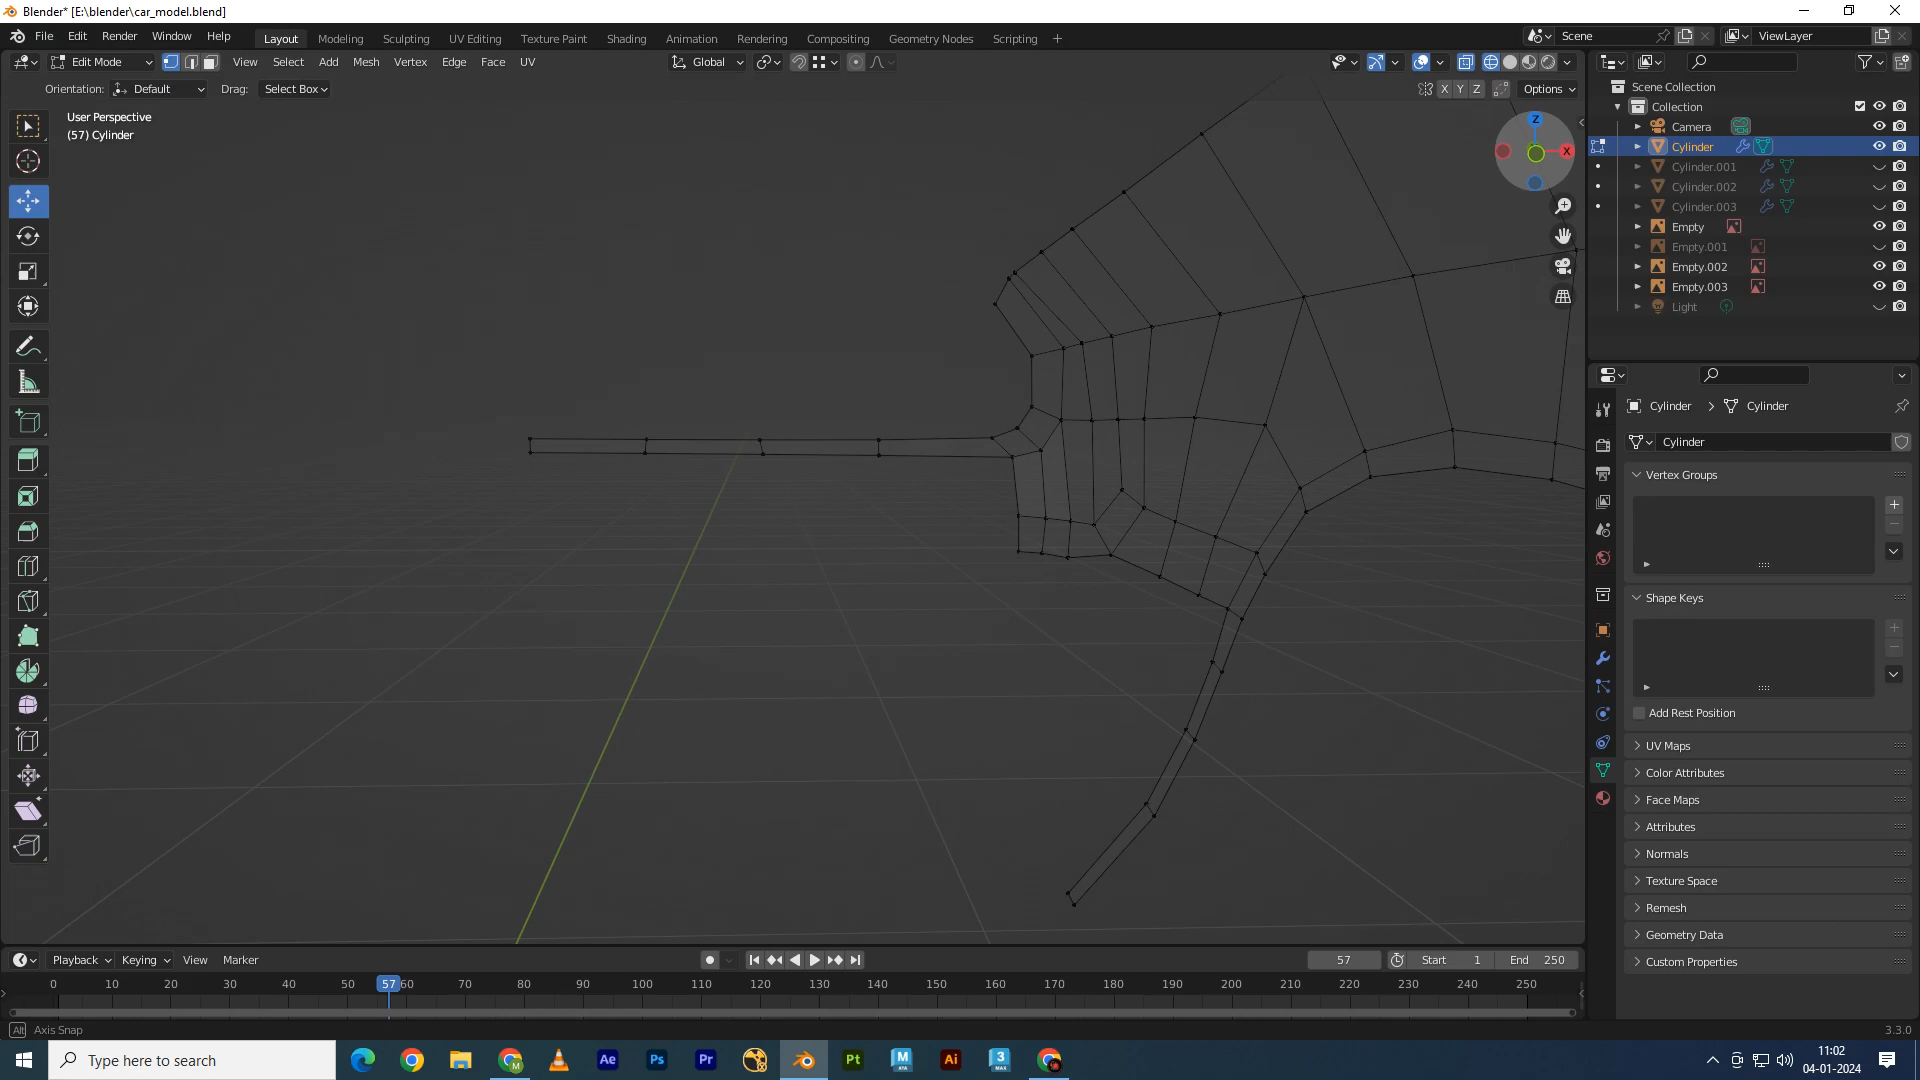 Blender* [E:\blender\car_model.blend]
File Edit Render Window Help
Layout Modeling Sculpting UV Editing Texture Paint Shading Animation Rendering Compositing Geometry Nodes Scripting +
Scene
ViewLayer
Edit Mode View Select Add Mesh Vertex Edge Face UV
Global
Orientation: Default Drag: Select Box
X Y Z Options
User Perspective
(57) Cylinder
Z
X
Scene Collection
Collection
Camera
Cylinder
Cylinder.001
Cylinder.002
Cylinder.003
Empty
Empty.001
Empty.002
Empty.003
Light
Cylinder > Cylinder
Cylinder
Vertex Groups
Shape Keys
Add Rest Position
UV Maps
Color Attributes
Face Maps
Attributes
Normals
Texture Space
Remesh
Geometry Data
Custom Properties
Playback Keying View Marker
57 Start 1 End 250
0 10 20 30 40 50 57 60 70 80 90 100 110 120 130 140 150 160 170 180 190 200 210 220 230 240 250
Alt Axis Snap
3.3.0
Type here to search
Ae Ps Pr Pt M Ai 3
11:02
04-01-2024